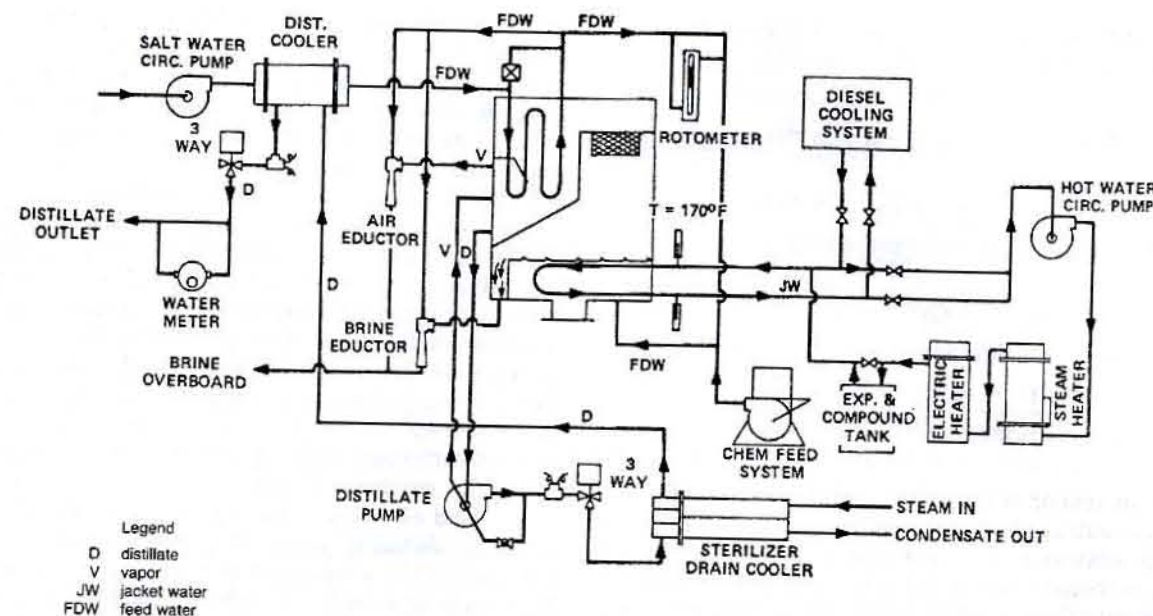 FDW
FDW
DIST.
COOLER
SALT WATER
CIRC. PUMP
FDW
3
WAY
D
DISTILLATE
OUTLET
WATER
METER
D
V
AIR
EDUCTOR
V
D
BRINE
EDUCTOR
BRINE
OVERBOARD
ROTOMETER
T = 170°F
DIESEL
COOLING
SYSTEM
HOT WATER
CIRC. PUMP
JW
FDW
CHEM FEED
SYSTEM
EXP. &
COMPOUND
TANK
ELECTRIC
HEATER
STEAM
HEATER
D
3
WAY
DISTILLATE
PUMP
STEAM IN
CONDENSATE OUT
STERILIZER
DRAIN COOLER
Legend
D distillate
V vapor
JW jacket water
FDW feed water